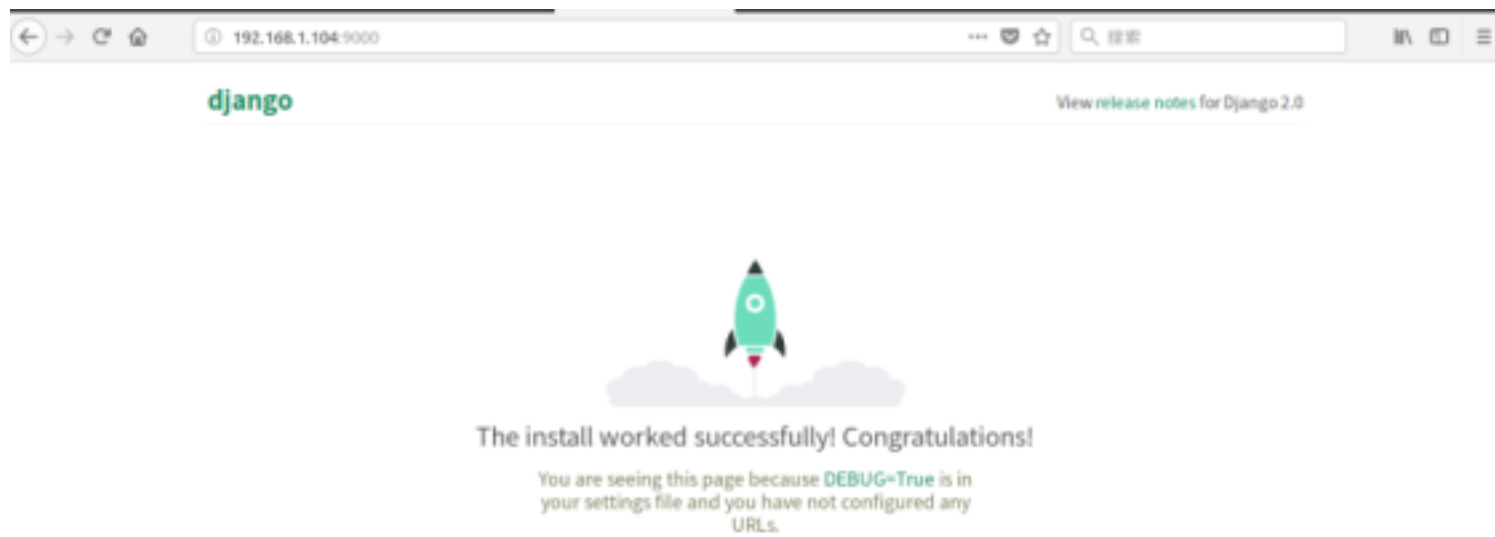 192.168.1.104:9000
搜索
django
View release notes for Django 2.0
The install worked successfully! Congratulations!
You are seeing this page because DEBUG=True is in
your settings file and you have not configured any
URLs.